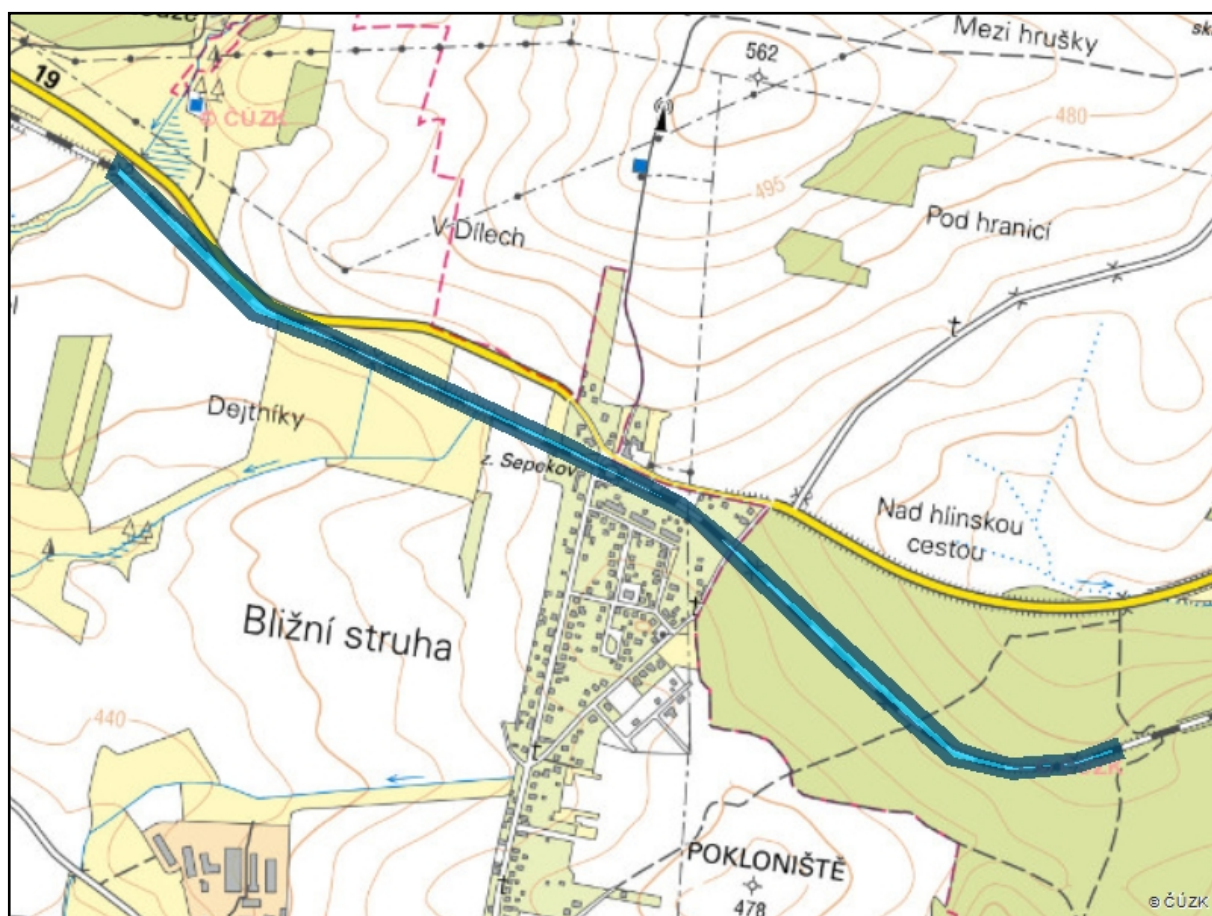 Mezi hrušky
562
19
© ČÚZK
480
495
V Dílech
Pod hranicí
Dejtníky
z. Sepekov
Nad hlinskou
cestou
Bližní struha
440
POKLONIŠTĚ
478
© ČÚZK